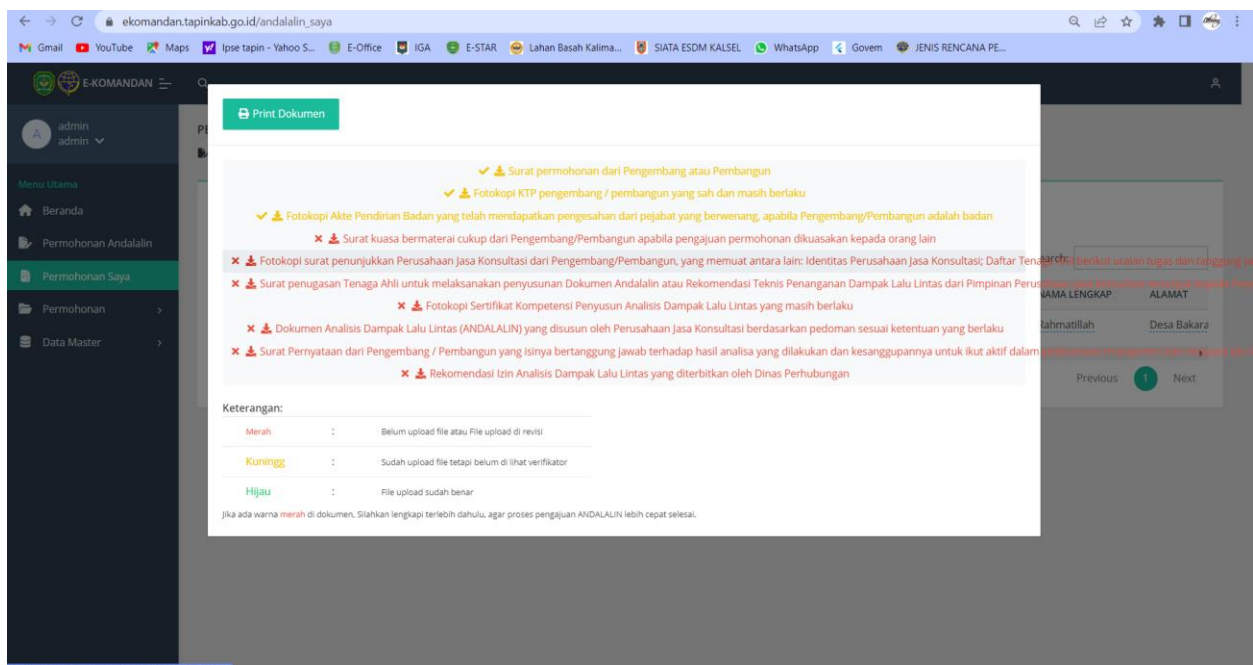 ekomandan.tapinkab.go.id/andalalin_saya
Gmail YouTube Maps Ipse tapin - Yahoo S... E-Office IGA E-STAR Lahan Basah Kalima... SIATA ESDM KALSEL WhatsApp Govem JENIS RENCANA PE...
E-KOMANDAN
A admin
admin
Menu Utama
Beranda
Permohonan Andalalin
Permohonan Saya
Permohonan
Data Master
PE
Print Dokumen
Surat permohonan dari Pengembang atau Pembangun
Fotokopi KTP pengembang / pembangun yang sah dan masih berlaku
Fotokopi Akte Pendirian Badan yang telah mendapatkan pengesahan dari pejabat yang berwenang, apabila Pengembang/Pembangun adalah badan
Surat kuasa bermaterai cukup dari Pengembang/Pembangun apabila pengajuan permohonan dikuasakan kepada orang lain
Fotokopi surat penunjukkan Perusahaan Jasa Konsultasi dari Pengembang/Pembangun, yang memuat antara lain: Identitas Perusahaan Jasa Konsultasi; Daftar Tenaga Ahli berikut uraian tugas dan tanggung
Surat penugasan Tenaga Ahli untuk melaksanakan penyusunan Dokumen Andalalin atau Rekomendasi Teknis Penanganan Dampak Lalu Lintas dari Pimpinan
Fotokopi Sertifikat Kompetensi Penyusun Analisis Dampak Lalu Lintas yang masih berlaku
Dokumen Analisis Dampak Lalu Lintas (ANDALALIN) yang disusun oleh Perusahaan Jasa Konsultasi berdasarkan pedoman sesuai ketentuan yang berlaku
Surat Pernyataan dari Pengembang / Pembangun yang isinya bertanggung jawab terhadap hasil analisa yang dilakukan dan kesanggupannya untuk ikut aktif dalam
Rekomendasi Izin Analisis Dampak Lalu Lintas yang diterbitkan oleh Dinas Perhubungan
Keterangan:
Merah : Belum upload file atau File upload di revisi
Kuningg : Sudah upload file tetapi belum di lihat verifikator
Hijau : File upload sudah benar
Jika ada warna merah di dokumen, Silahkan lengkapi terlebih dahulu, agar proses pengajuan ANDALALIN lebih cepat selesai.
NAMA LENGKAP ALAMAT
Rahmatillah Desa Bakara
Previous 1 Next